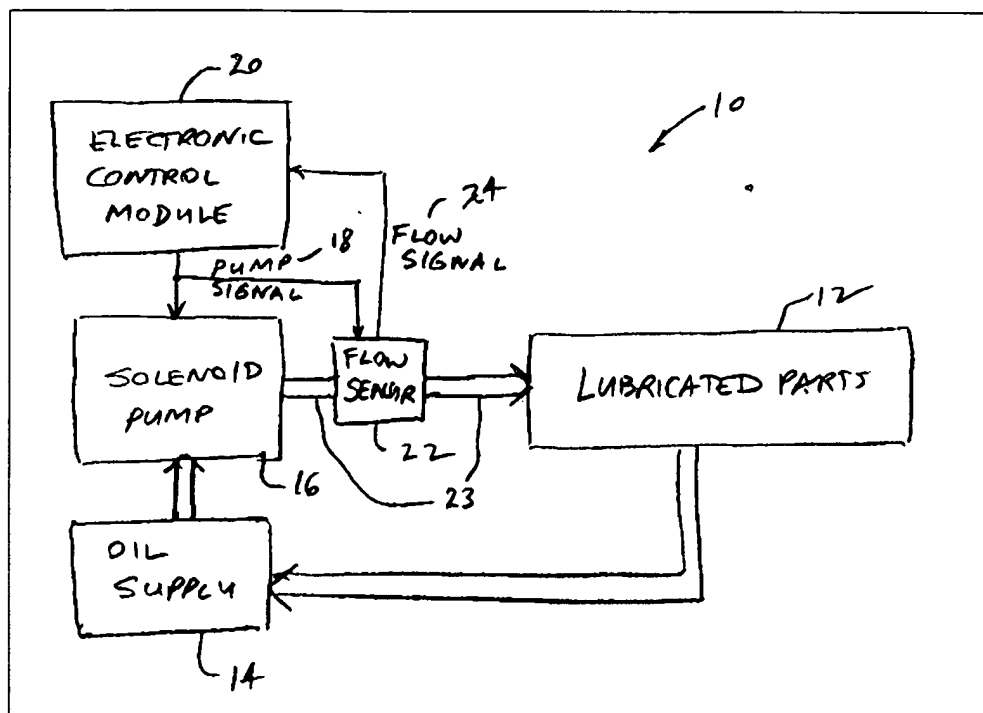 20
ELECTRONIC
CONTROL
MODULE
10
24
FLOW
SIGNAL
18
PUMP
SIGNAL
12
SOLENOID
PUMP
FLOW
SENSR
LUBRICATED PARTS
22
16
23
OIL
SUPPLY
14